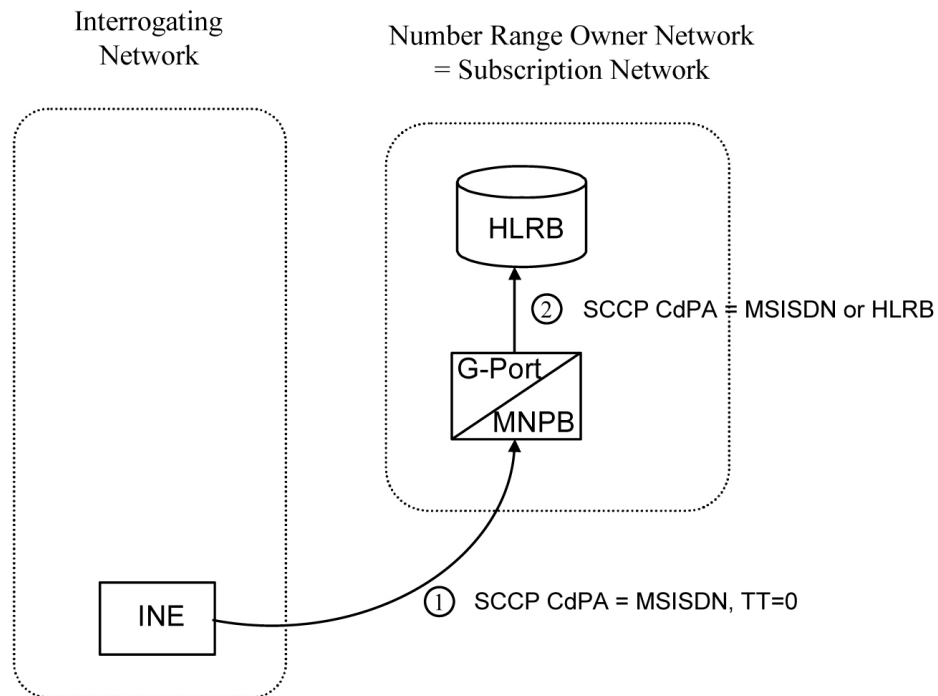 Interrogating
Network
Number Range Owner Network
= Subscription Network
HLRB
2 SCCP CdPA = MSISDN or HLRB
G-Port
MNPB
INE
1 SCCP CdPA = MSISDN, TT=0